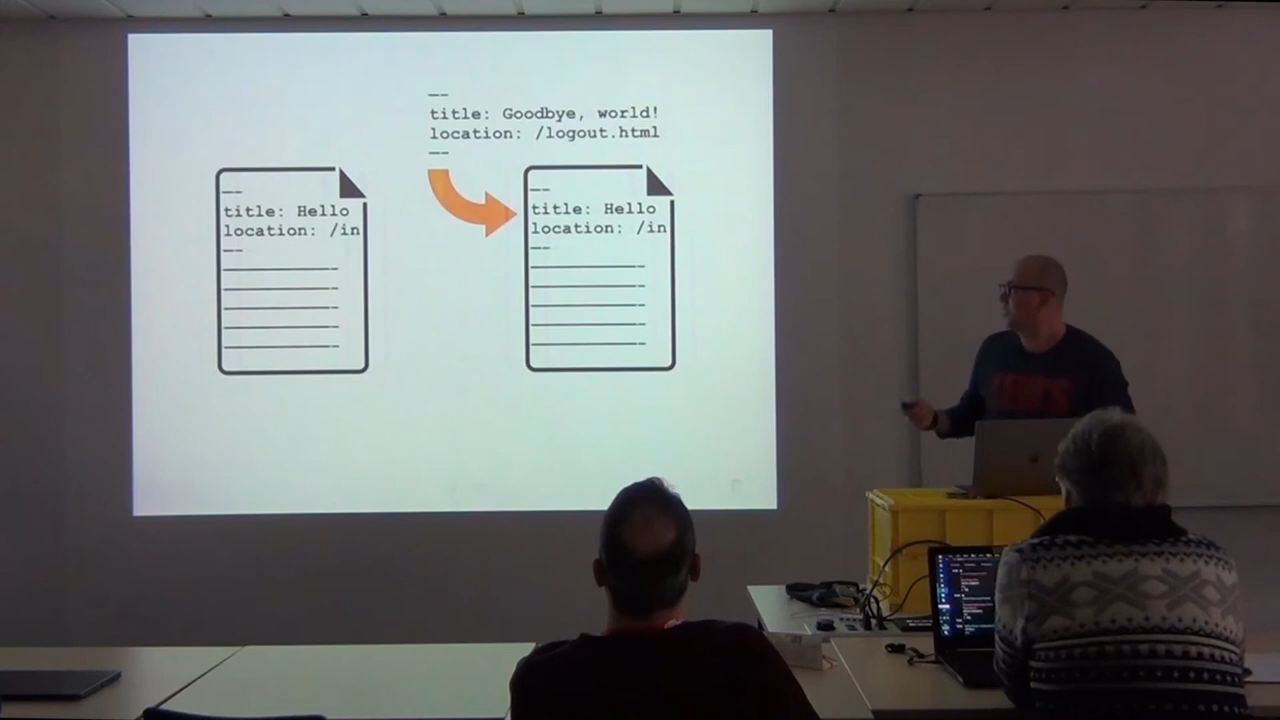 --
title: Goodbye, world!
location: /logout.html
--
--
title: Hello
location: /in
--
--
title: Hello
location: /in
--